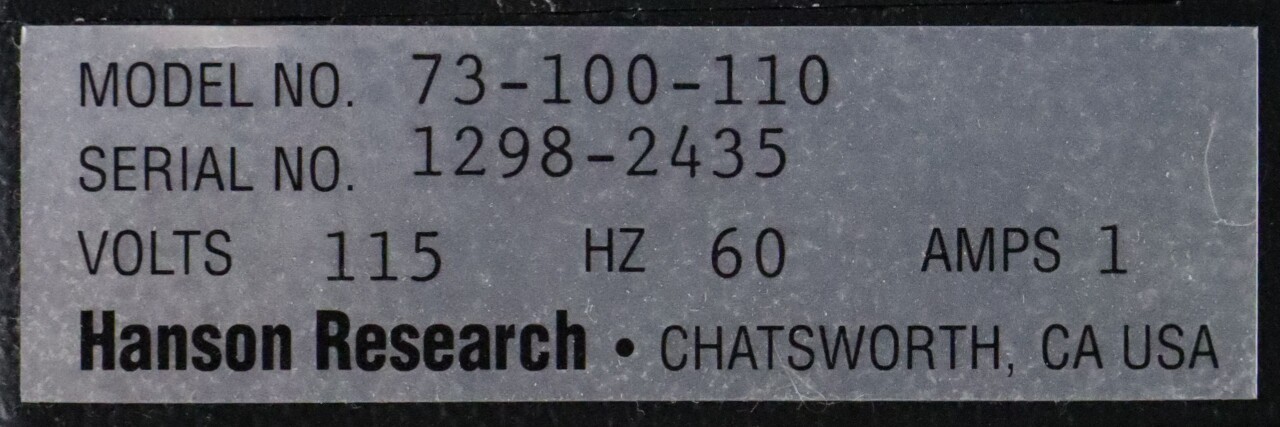 MODEL NO. 73-100-110
SERIAL NO. 1298-2435
VOLTS 115 HZ 60 AMPS 1
Hanson Research • CHATSWORTH, CA USA